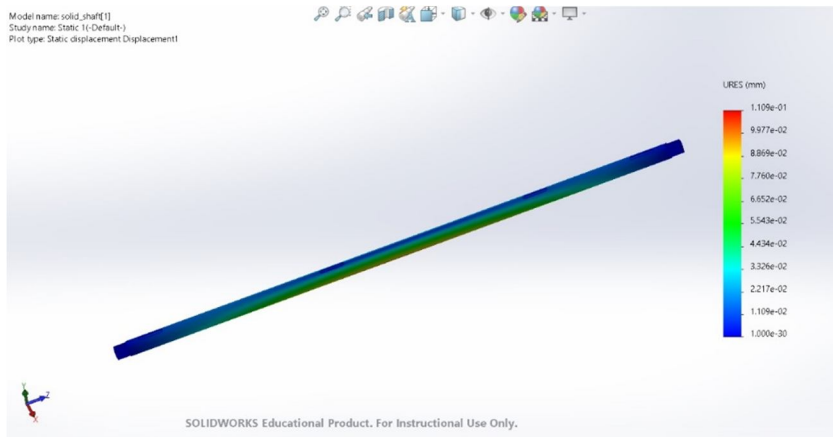 Model name: solid_shaft[1]
Study name: Static 1(-Default-)
Plot type: Static displacement Displacement1
URES (mm)
1.109e-01
9.977e-02
8.869e-02
7.760e-02
6.652e-02
5.543e-02
4.434e-02
3.326e-02
2.217e-02
1.109e-02
1.000e-30
Y
Z
X
SOLIDWORKS Educational Product. For Instructional Use Only.